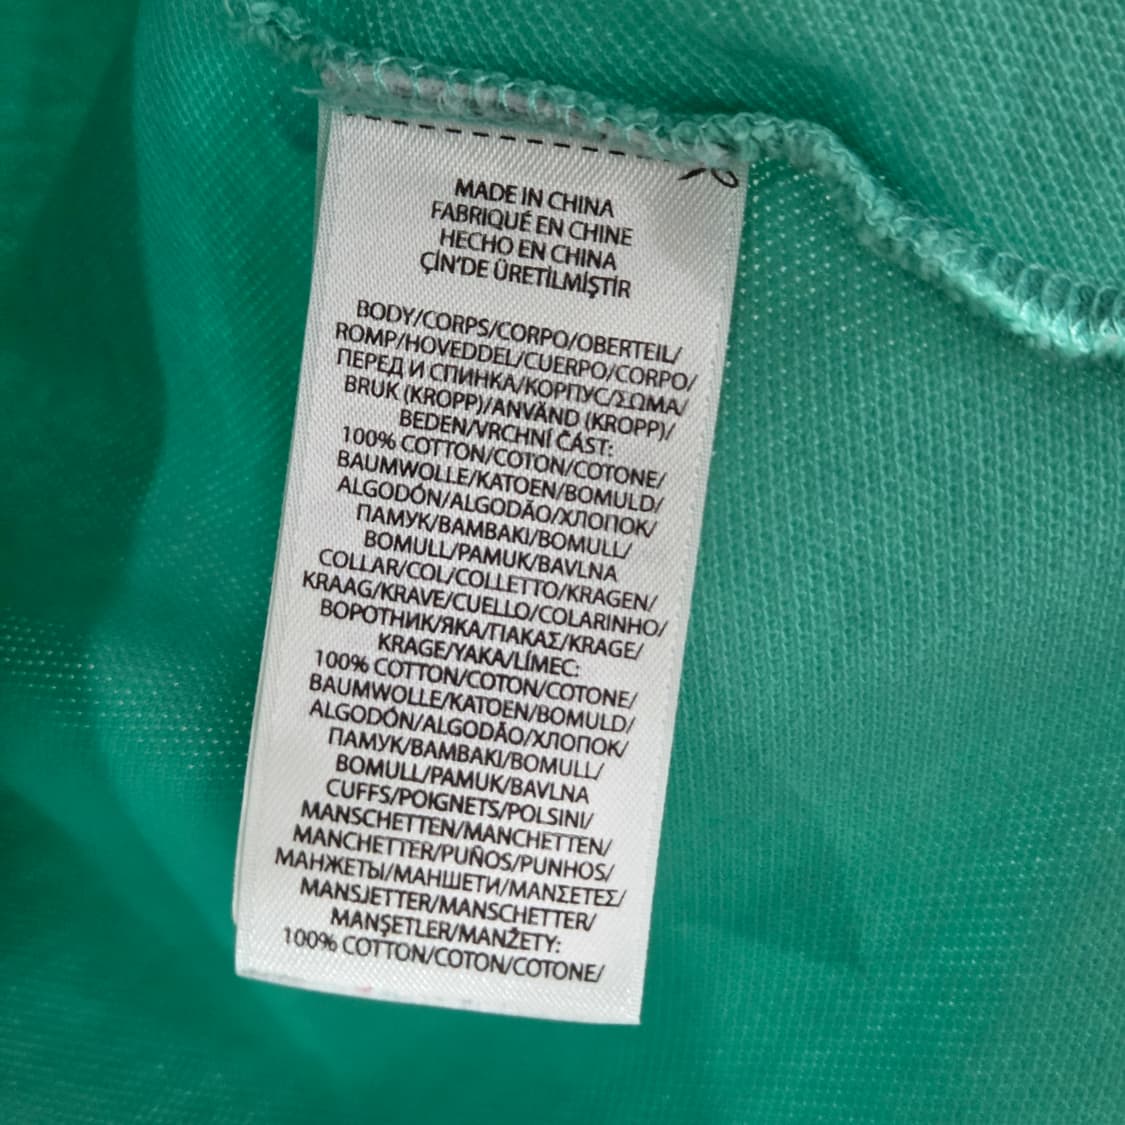 MADE IN CHINA
FABRIQUÉ EN CHINE
HECHO EN CHINA
ÇİN'DE ÜRETİLMİŞTİR
BODY/CORPS/CORPO/OBERTEIL/
ROMP/HOVEDDEL/CUERPO/CORPO/
ПЕРЕД И СПИНКА/КОРПУС/ΣΩΜΑ/
BRUK (KROPP)/ANVÄND (KROPP)/
BEDEN/VRCHNÍ ČÁST:
100% COTTON/COTON/COTONE/
BAUMWOLLE/KATOEN/BOMULD/
ALGODÓN/ALGODÃO/ХЛОПОК/
ПАМУК/ΒΑΜΒΑΚΙ/BOMULL/
BOMULL/PAMUK/BAVLNA
COLLAR/COL/COLLETTO/KRAGEN/
KRAAG/KRAVE/CUELLO/COLARINHO/
ВОРОТНИК/ЯКА/ΓΙΑΚΑΣ/KRAGE/
KRAGE/YAKA/LÍMEC:
100% COTTON/COTON/COTONE/
BAUMWOLLE/KATOEN/BOMULD/
ALGODÓN/ALGODÃO/ХЛОПОК/
ПАМУК/ΒΑΜΒΑΚΙ/BOMULL/
BOMULL/PAMUK/BAVLNA
CUFFS/POIGNETS/POLSINI/
MANSCHETTEN/MANCHETTEN/
MANCHETTER/PUÑOS/PUNHOS/
МАНЖЕТЫ/МАНШЕТИ/ΜΑΝΣΕΤΕΣ/
MANSJETTER/MANSCHETTER/
MANŞETLER/MANŽETY:
100% COTTON/COTON/COTONE/